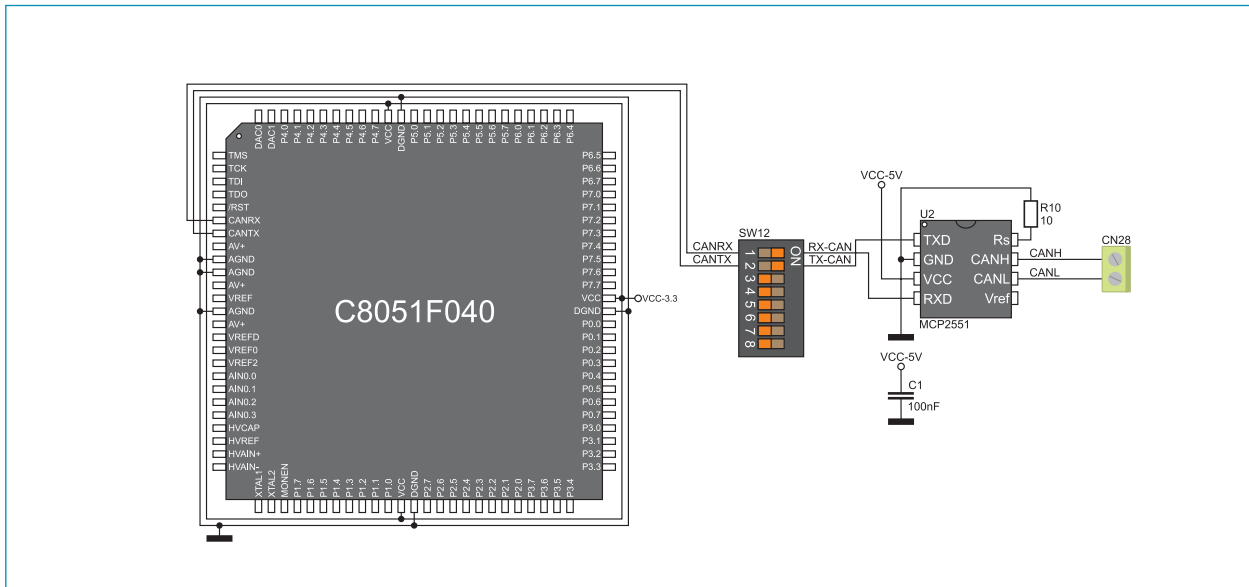 DAC0
DAC1
P4.0
P4.1
P4.2
P4.3
P4.4
P4.5
P4.6
P4.7
VCC
DGND
P5.0
P5.1
P5.2
P5.3
P5.4
P5.5
P5.6
P5.7
P6.0
P6.1
P6.2
P6.3
P6.4
TMS
TCK
TDI
TDO
/RST
CANRX
CANTX
AV+
AGND
AGND
AV+
VREF
AGND
AV+
VREFD
VREF0
VREF2
AIN0.0
AIN0.1
AIN0.2
AIN0.3
HVCAP
HVREF
HVAIN+
HVAIN-
C8051F040
P6.5
P6.6
P6.7
P7.0
P7.1
P7.2
P7.3
P7.4
P7.5
P7.6
P7.7
VCC
DGND
P0.0
P0.1
P0.2
P0.3
P0.4
P0.5
P0.6
P0.7
P3.0
P3.1
P3.2
P3.3
XTAL1
XTAL2
MONEN
P1.7
P1.6
P1.5
P1.4
P1.3
P1.2
P1.1
P1.0
VCC
DGND
P2.7
P2.6
P2.5
P2.4
P2.3
P2.2
P2.1
P2.0
P3.7
P3.6
P3.5
P3.4
VCC-3.3
SW12
CANRX
CANTX
1
2
3
4
5
6
7
8
ON
RX-CAN
TX-CAN
VCC-5V
U2
TXD
GND
VCC
RXD
Rs
CANH
CANL
Vref
MCP2551
R10
10
CANH
CANL
CN28
VCC-5V
C1
100nF